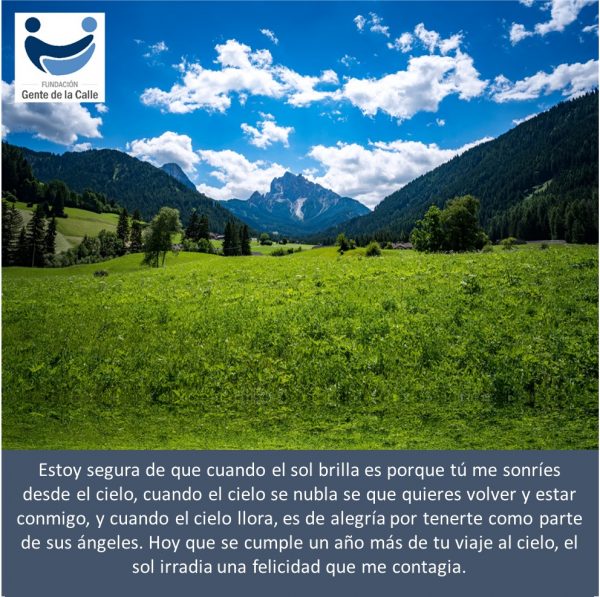 FUNDACIÓN
Gente de la Calle
Estoy segura de que cuando el sol brilla es porque tú me sonríes
desde el cielo, cuando el cielo se nubla se que quieres volver y estar
conmigo, y cuando el cielo llora, es de alegría por tenerte como parte
de sus ángeles. Hoy que se cumple un año más de tu viaje al cielo, el
sol irradia una felicidad que me contagia.